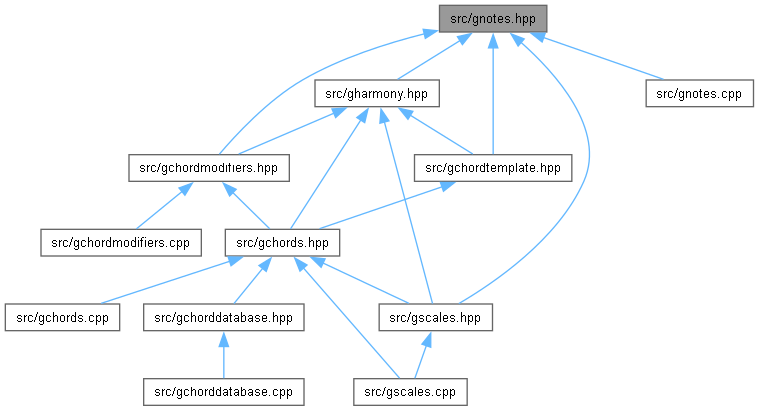 src/gnotes.hpp
src/gharmony.hpp
src/gnotes.cpp
src/gchordmodifiers.hpp
src/gchordtemplate.hpp
src/gchordmodifiers.cpp
src/gchords.hpp
src/gchords.cpp
src/gchorddatabase.hpp
src/gscales.hpp
src/gchorddatabase.cpp
src/gscales.cpp